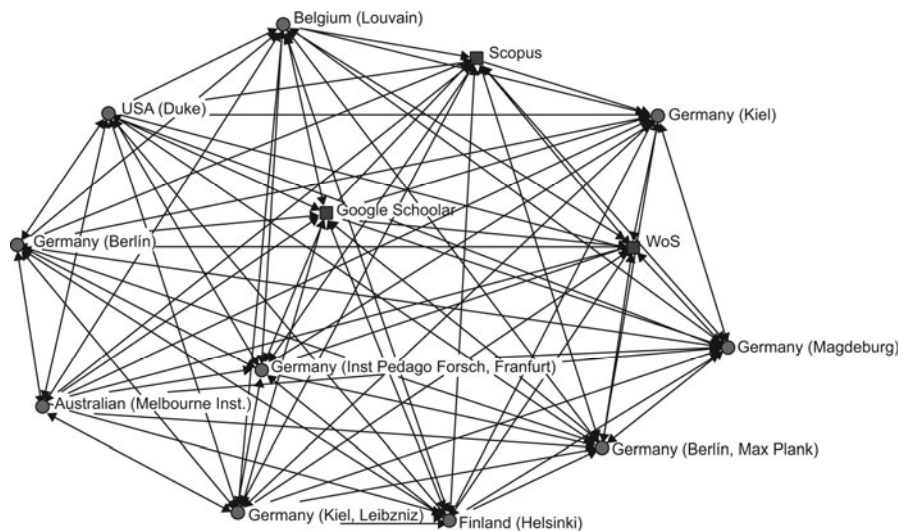 Belgium (Louvain)
Scopus
USA (Duke)
Germany (Kiel)
Google Schoolar
Germany (Berlín)
WoS
Germany (Magdeburg)
Germany (Inst Pedago Forsch, Franfurt)
Australian (Melbourne Inst.)
Germany (Berlín, Max Plank)
Germany (Kiel, Leibzniz)
Finland (Helsinki)